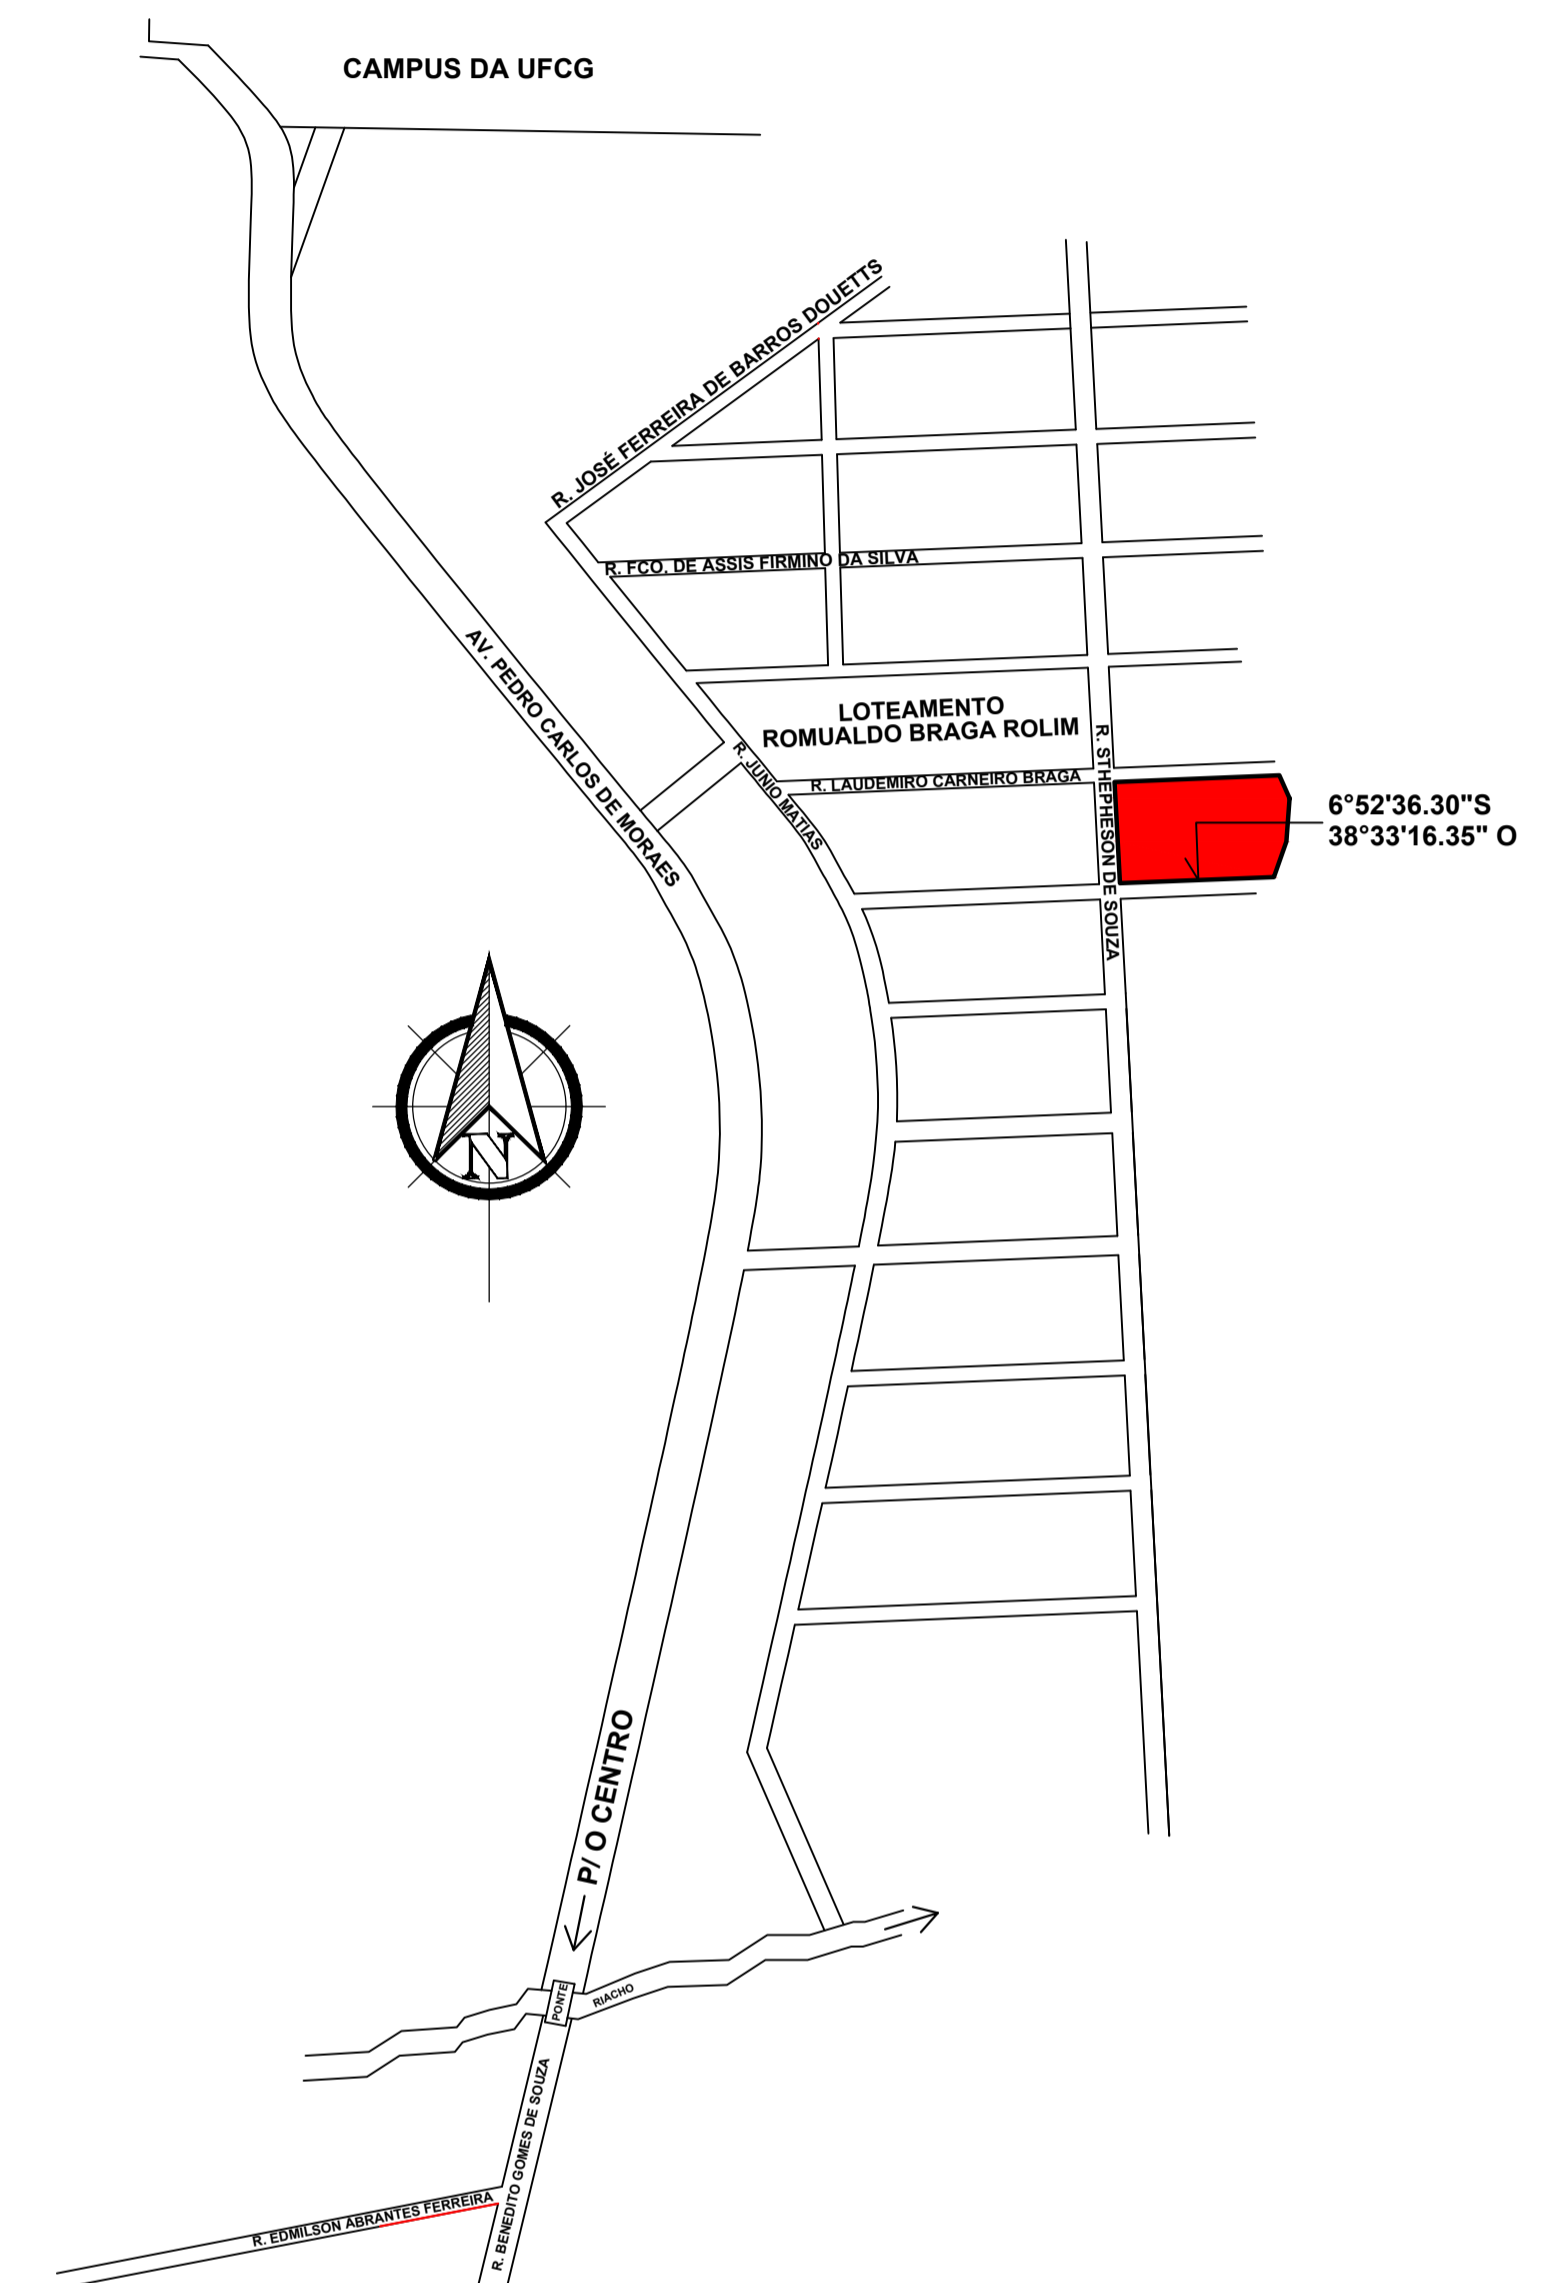 CAMPUS DA UFCG
R. JOSÉ FERREIRA DE BARROS DOUETTS
R. FCO. DE ASSIS FIRMINO DA SILVA
AV. PEDRO CARLOS DE MORAES
LOTEAMENTO
ROMUALDO BRAGA ROLIM
R. JUNIO MATIAS
R. LAUDEMIRO CARNEIRO BRAGA
R. STHEPHESON DE SOUZA
6°52'36.30"S
38°33'16.35" O
N
P/ O CENTRO
PONTE
RIACHO
R. BENEDITO GOMES DE SOUZA
R. EDMILSON ABRANTES FERREIRA